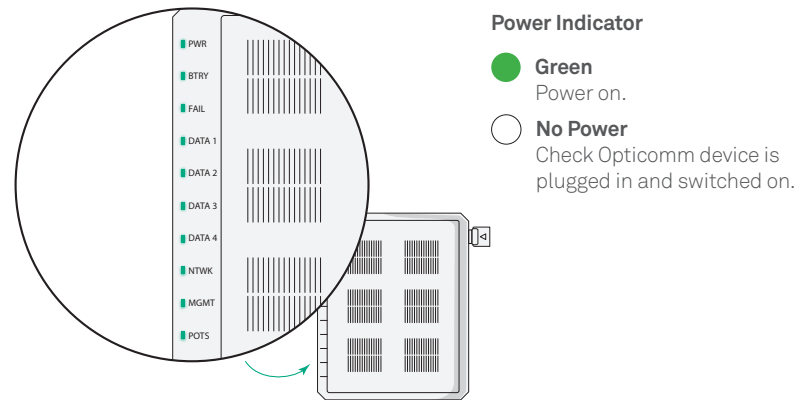 PWR
BTRY
FAIL
DATA 1
DATA 2
DATA 3
DATA 4
NTWK
MGMT
POTS
Power Indicator
Green
Power on.
No Power
Check Opticomm device is
plugged in and switched on.